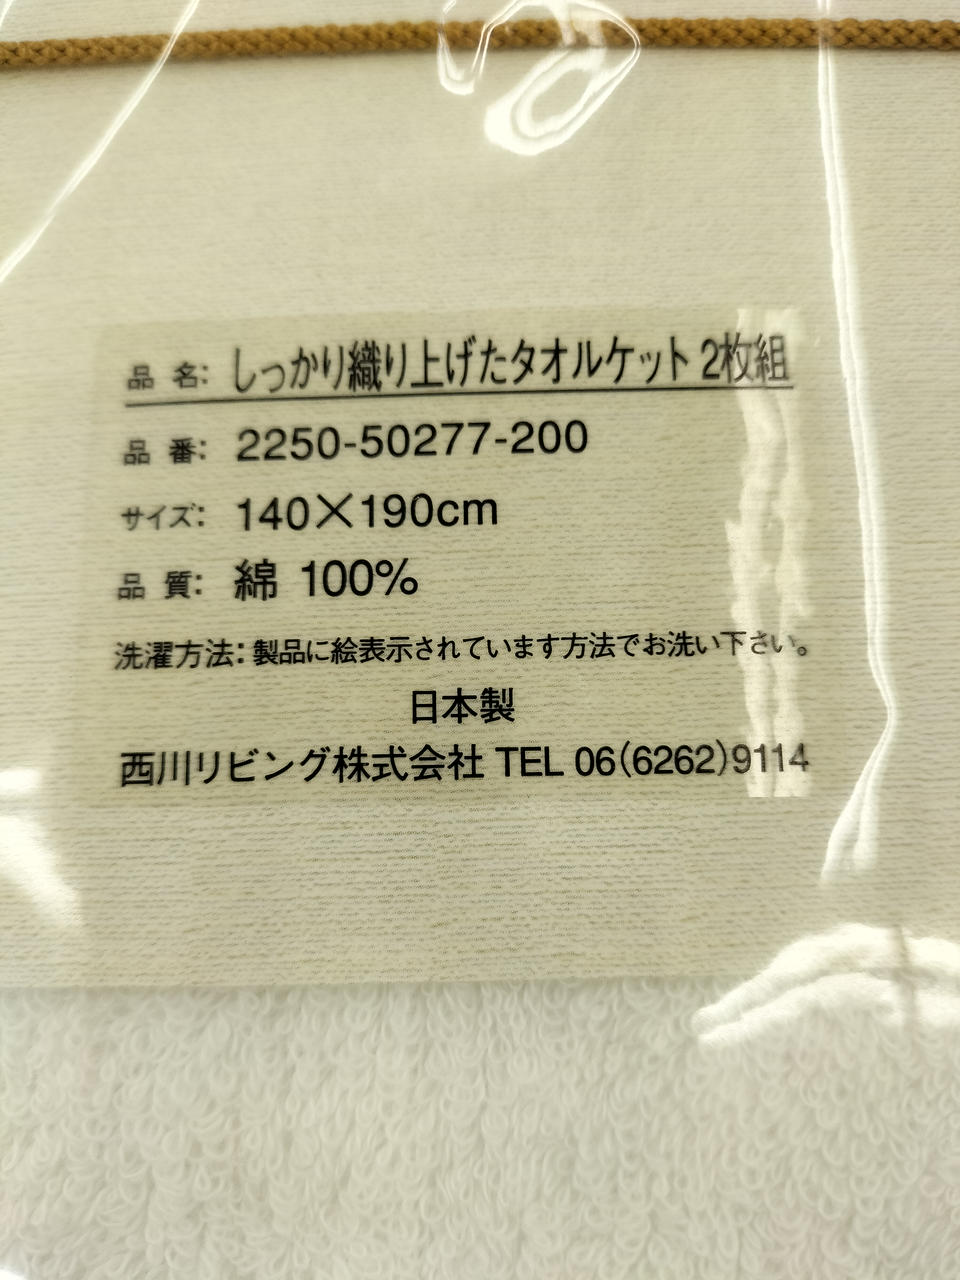 品名: しっかり織り上げたタオルケット 2枚組
品番: 2250-50277-200
サイズ: 140×190cm
品質: 綿 100%
洗濯方法: 製品に絵表示されています方法でお洗い下さい。
日本製
西川リビング株式会社 TEL 06(6262)9114